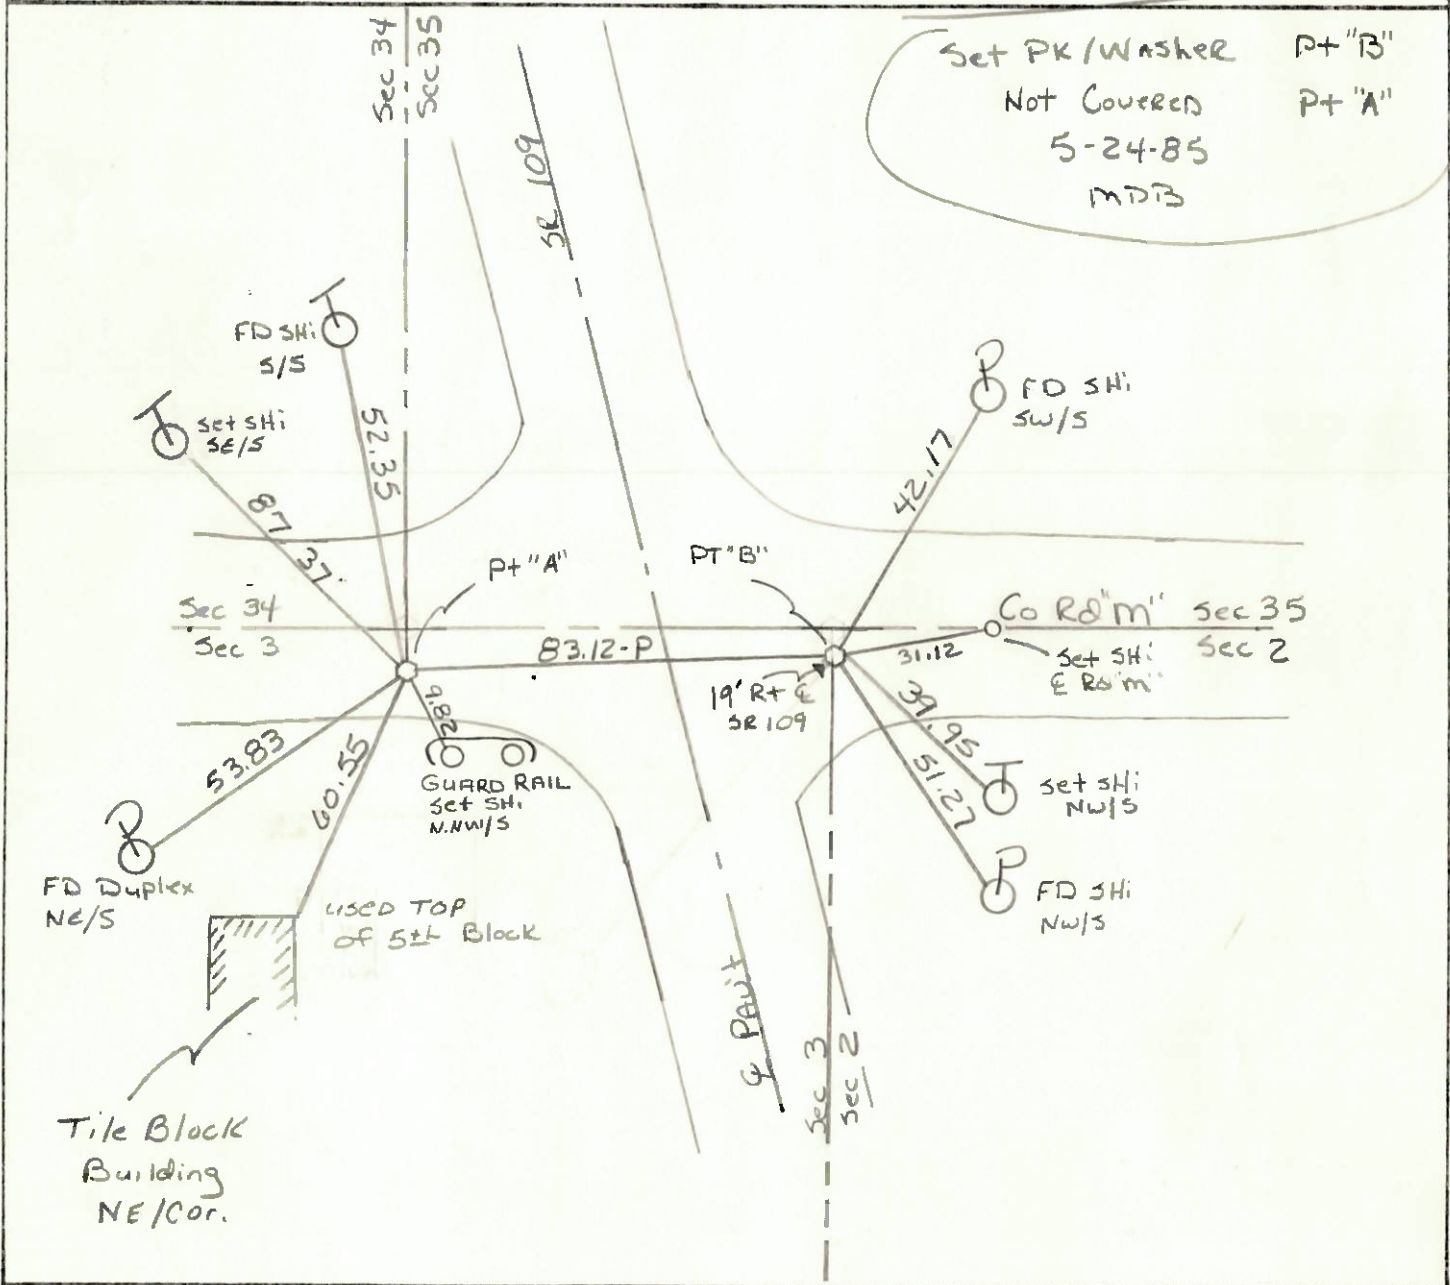 Sec 34
Sec 35
Set PK/WASHER Pt "B"
Not COVERED Pt "A"
5-24-85
MDB
SR 109
T
FD SHi
S/S
T
Set SHi
SE/S
52.35
87.37
P
FD SHi
SW/S
42.17
Pt "A"
PT "B"
Sec 34
Sec 3
83.12-P
Co Rd "M" Sec 35
Sec 2
31.12
Set SHi
℄ Rd "M"
19' Rt ℄
SR 109
9.82
39.95
51.27
53.83
60.55
GUARD RAIL
Set SHi
N.NW/S
T
Set SHi
NW/S
P
FD Duplex
NE/S
P
FD SHi
NW/S
USED TOP
OF 5th Block
℄ PAv't
Sec 3
Sec 2
Tile Block
Building
NE/Cor.